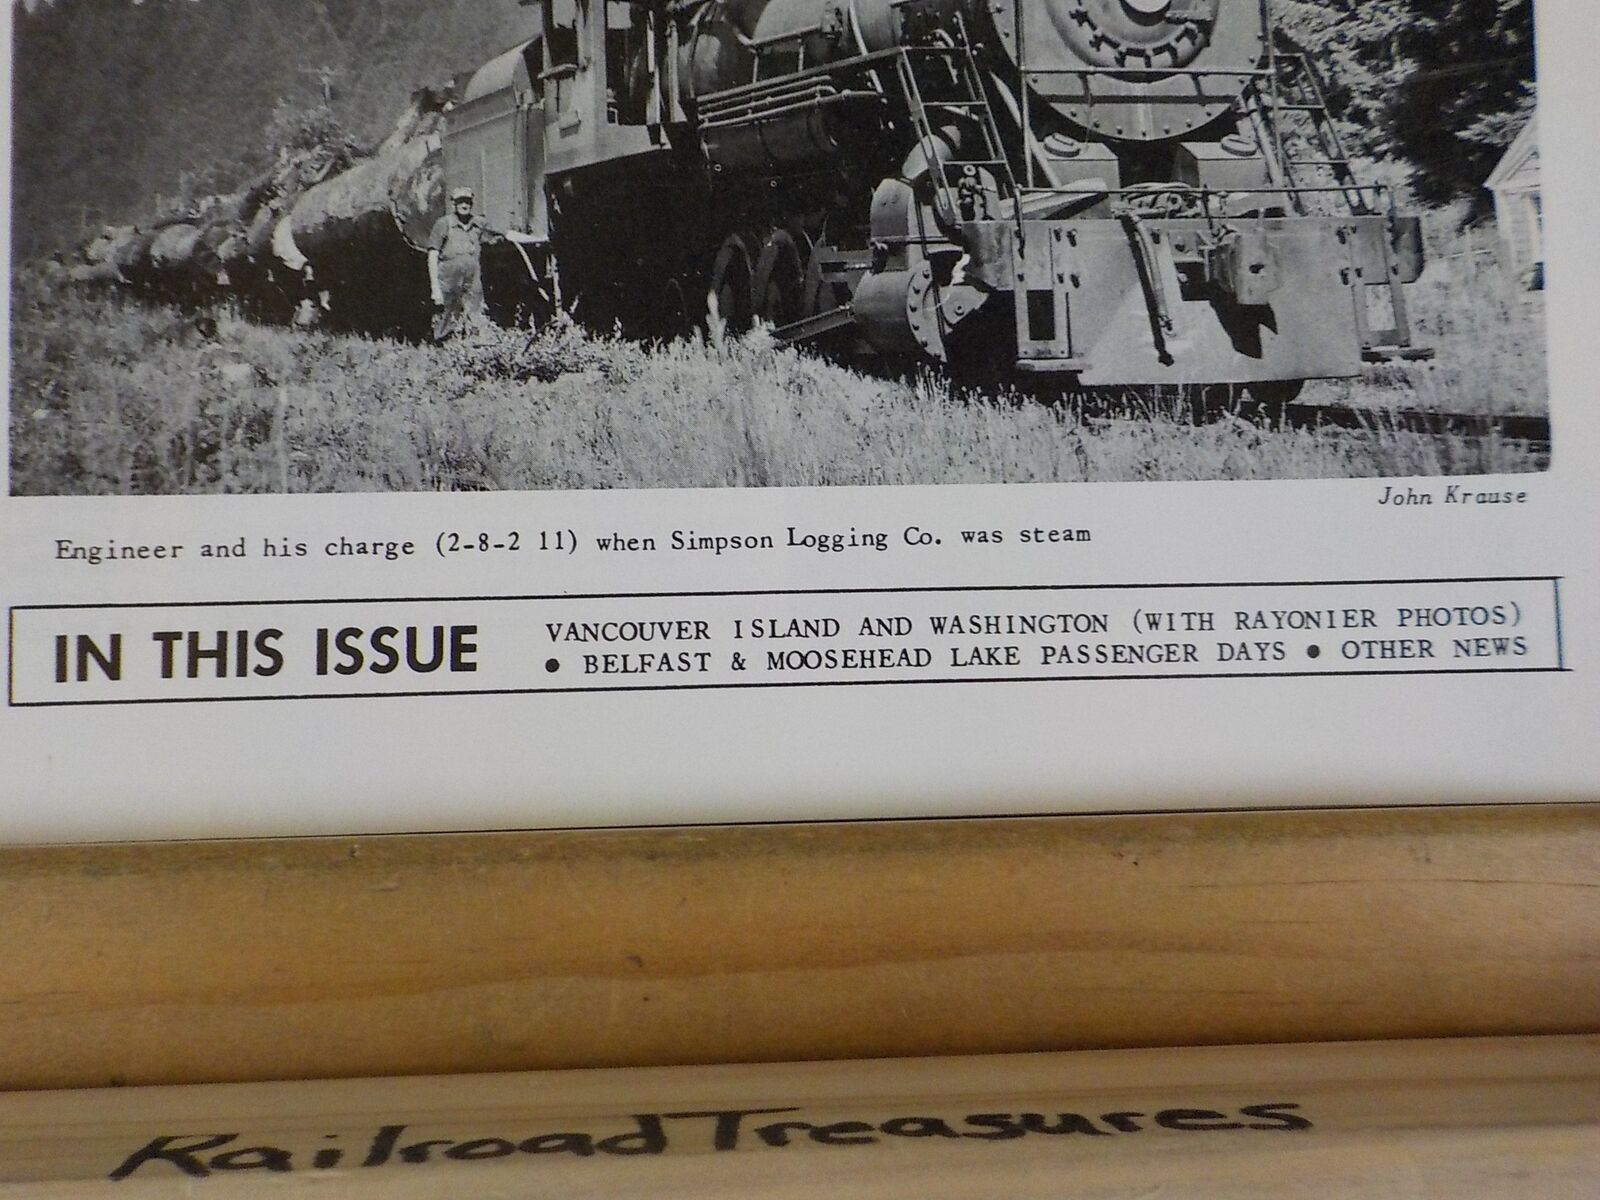 John Krause
Engineer and his charge (2-8-2 11) when Simpson Logging Co. was steam
IN THIS ISSUE
VANCOUVER ISLAND AND WASHINGTON (WITH RAYONIER PHOTOS)
• BELFAST & MOOSEHEAD LAKE PASSENGER DAYS • OTHER NEWS
Railroad Treasures